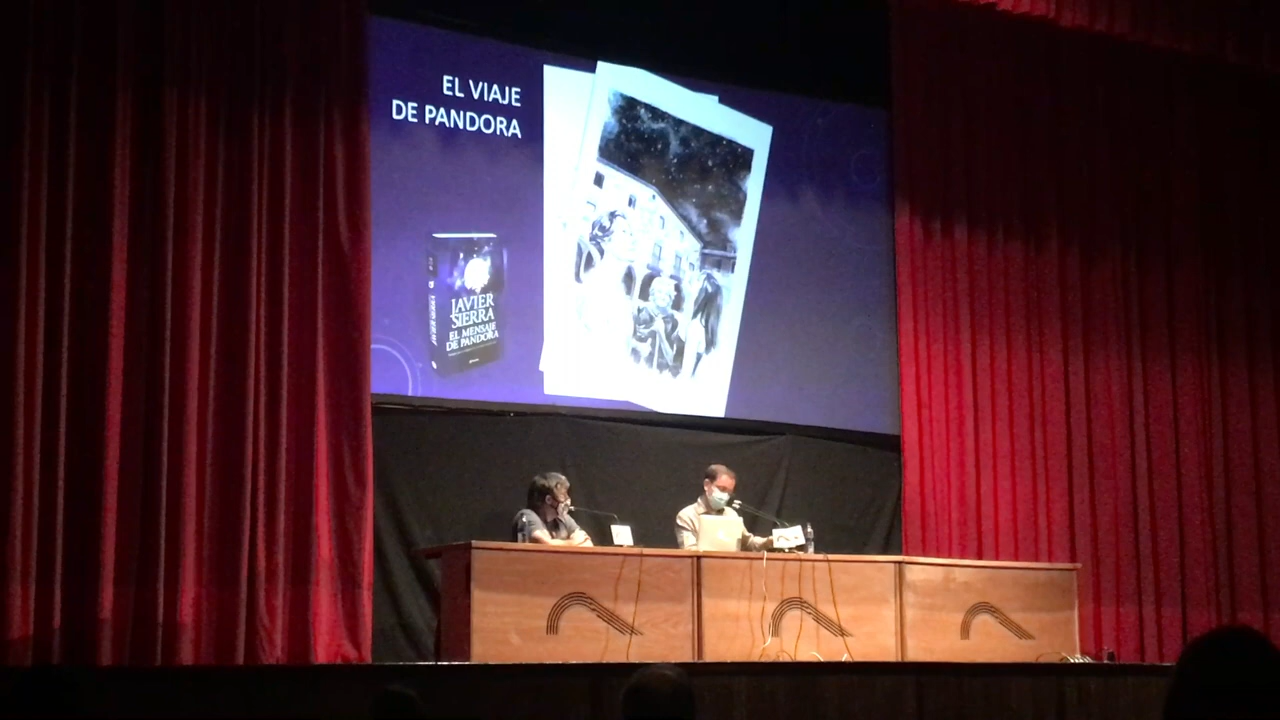 EL VIAJE
DE PANDORA
JAVIER
SIERRA
EL MENSAJE
DE PANDORA